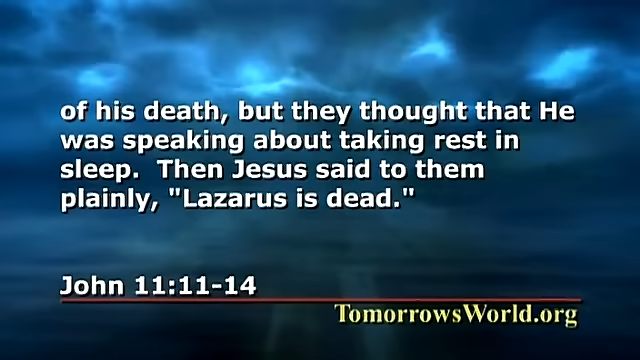 of his death, but they thought that He
was speaking about taking rest in
sleep.  Then Jesus said to them
plainly, "Lazarus is dead."
John 11:11-14
TomorrowsWorld.org